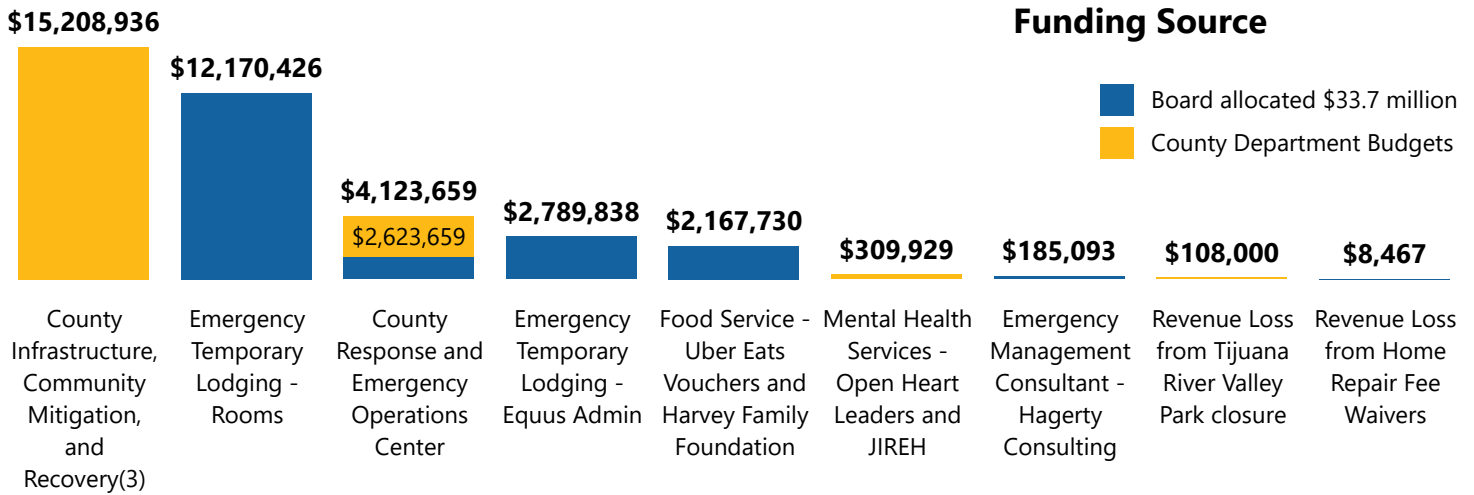 Funding Source
Board allocated $33.7 million
County Department Budgets
$15,208,936
$12,170,426
$4,123,659
$2,623,659
$2,789,838
$2,167,730
$309,929
$185,093
$108,000
$8,467
County
Infrastructure,
Community
Mitigation,
and
Recovery(3)
Emergency
Temporary
Lodging -
Rooms
County
Response and
Emergency
Operations
Center
Emergency
Temporary
Lodging -
Equus Admin
Food Service -
Uber Eats
Vouchers and
Harvey Family
Foundation
Mental Health
Services -
Open Heart
Leaders and
JIREH
Emergency
Management
Consultant -
Hagerty
Consulting
Revenue Loss
from Tijuana
River Valley
Park closure
Revenue Loss
from Home
Repair Fee
Waivers